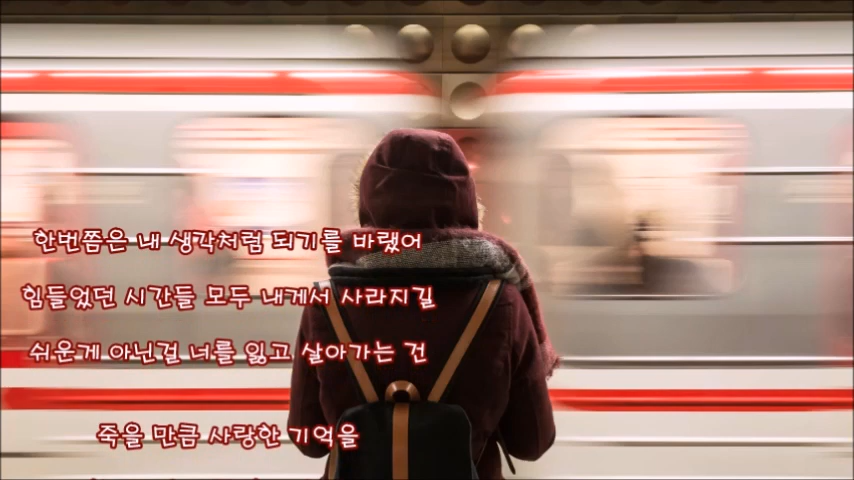 한번쯤은 내 생각처럼 되기를 바랬어
힘들었던 시간들 모두 내게서 사라지길
쉬운게 아닌걸 너를 잃고 살아가는 건
죽을 만큼 사랑한 기억을